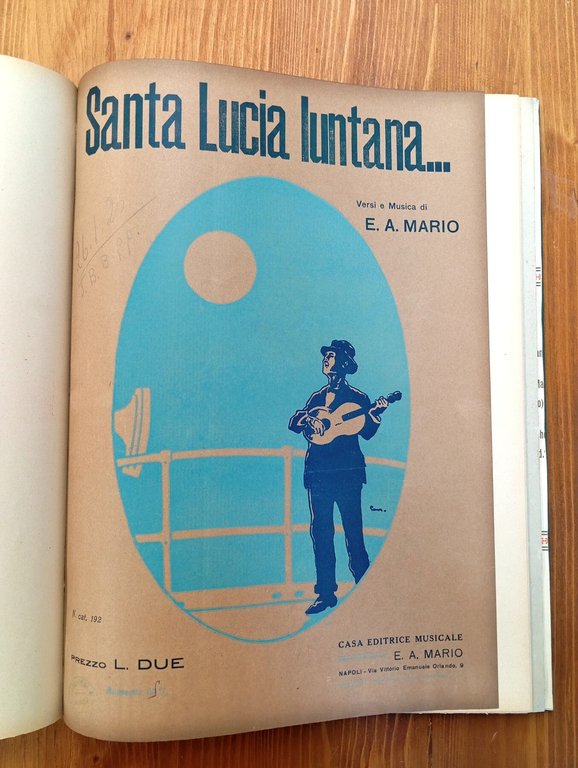 Santa Lucia luntana...
Versi e Musica di
E. A. MARIO
N. cat. 192
PREZZO L. DUE
CASA EDITRICE MUSICALE
E. A. MARIO
NAPOLI - Via Vittorio Emanuele Orlando, 9